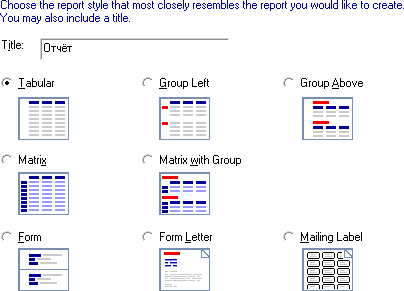 Choose the report style that most closely resembles the report you would like to create.
You may also include a title.
Title: Отчёт
Tabular Group Left Group Above
Matrix Matrix with Group
Form Form Letter Mailing Label